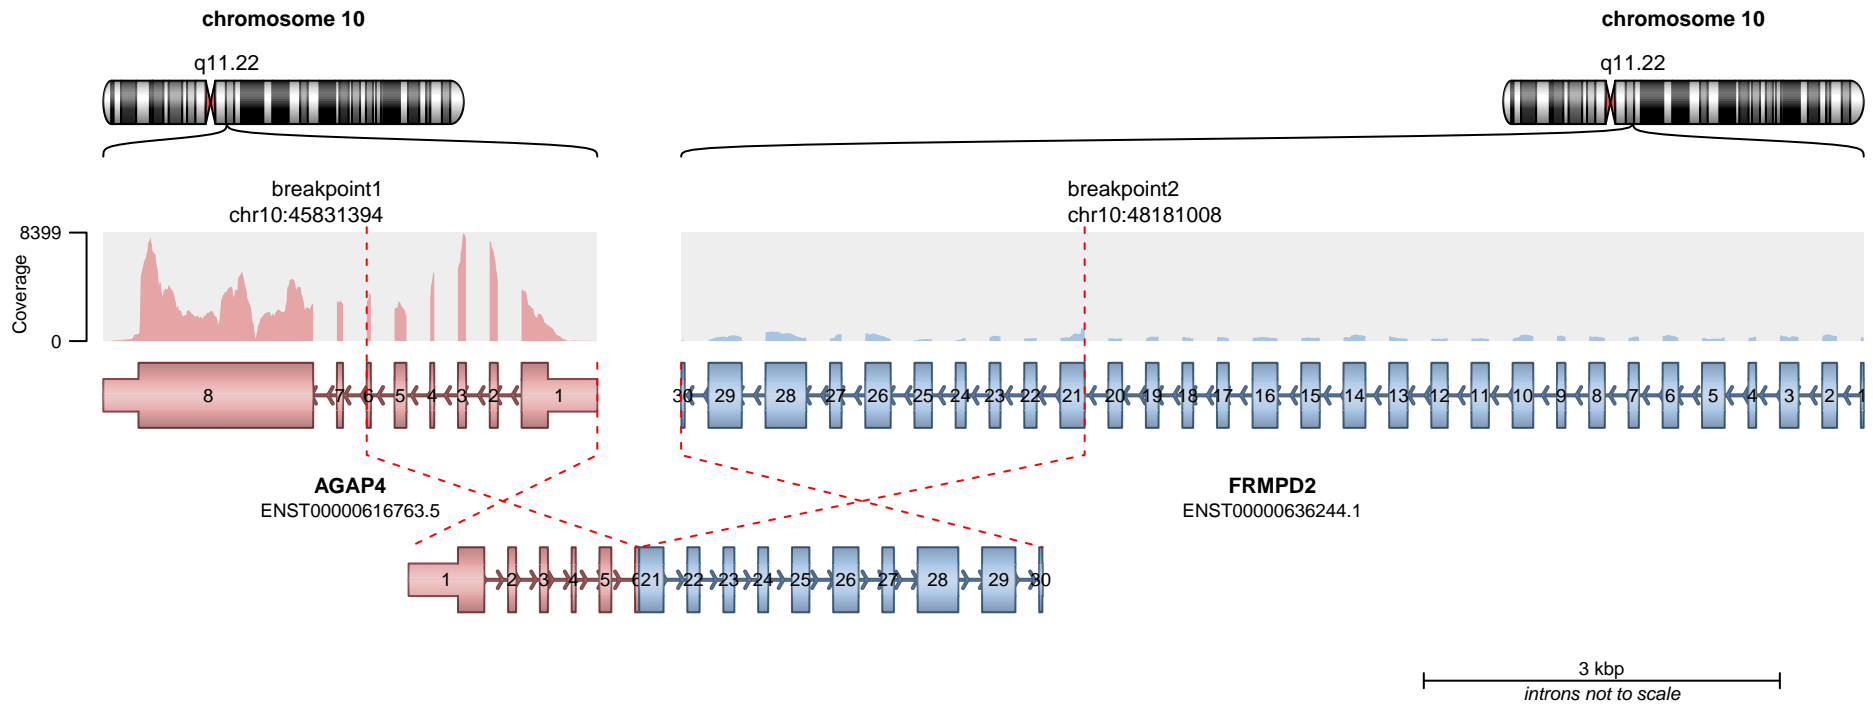 chromosome 10
chromosome 10
q11.22
q11.22
breakpoint1
chr10:45831394
breakpoint2
chr10:48181008
8399
Coverage
0
8 7 6 5 4 3 2 1
30 29 28 27 26 25 24 23 22 21 20 19 18 17 16 15 14 13 12 11 10 9 8 7 6 5 4 3 2 1
AGAP4
ENST00000616763.5
FRMPD2
ENST00000636244.1
1 2 3 4 5 6 21 22 23 24 25 26 27 28 29 30
3 kbp
introns not to scale